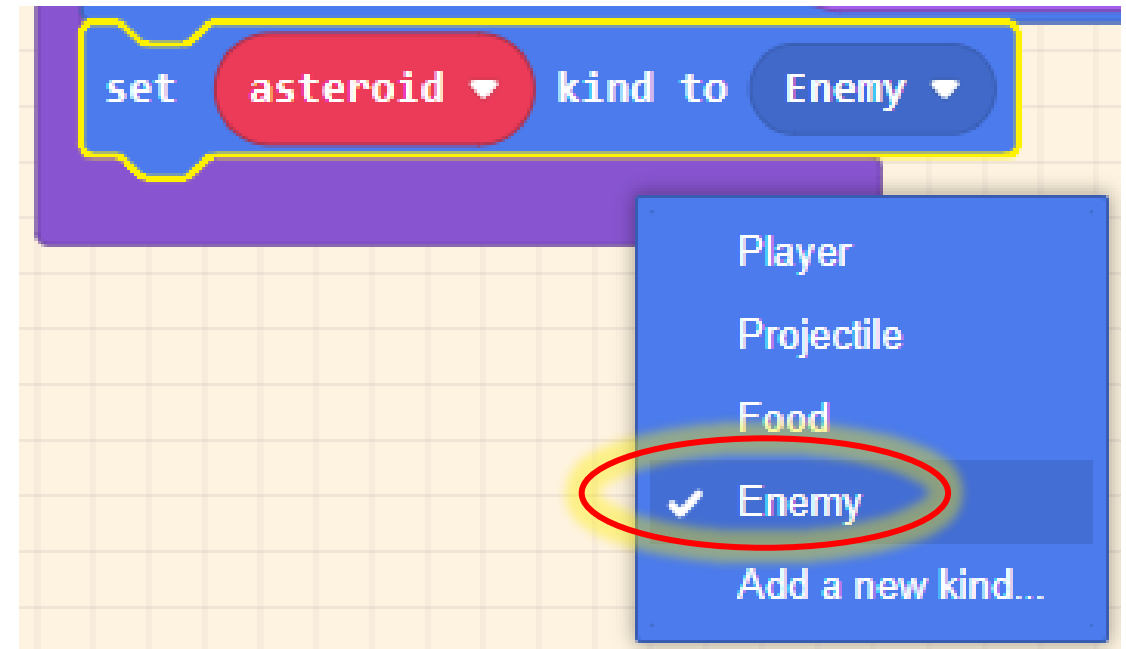 set asteroid kind to Enemy
Player
Projectile
Food
Enemy
Add a new kind...